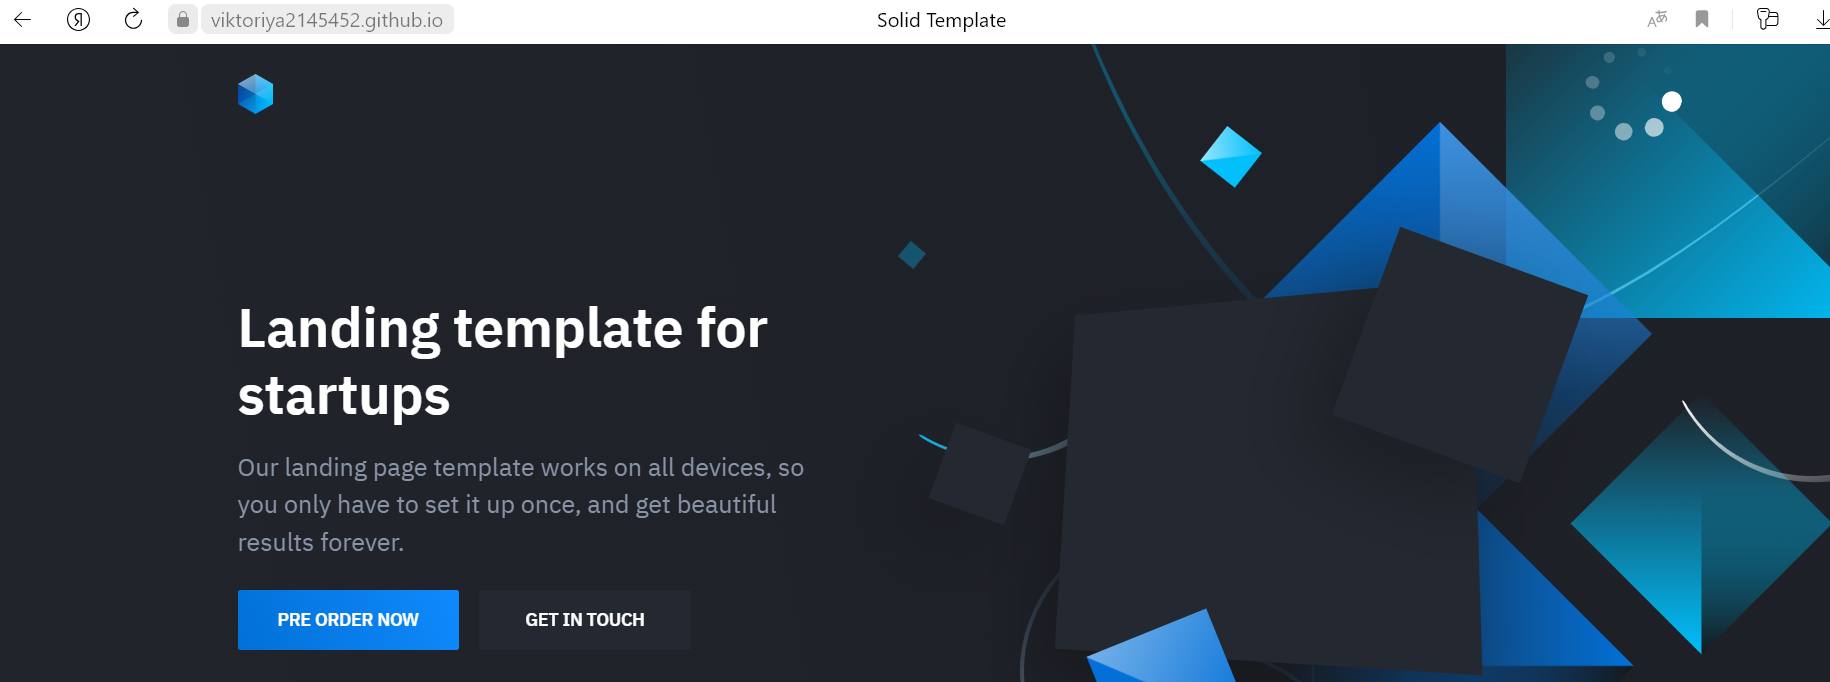 viktoriya2145452.github.io
Solid Template
Landing template for
startups
Our landing page template works on all devices, so
you only have to set it up once, and get beautiful
results forever.
PRE ORDER NOW
GET IN TOUCH